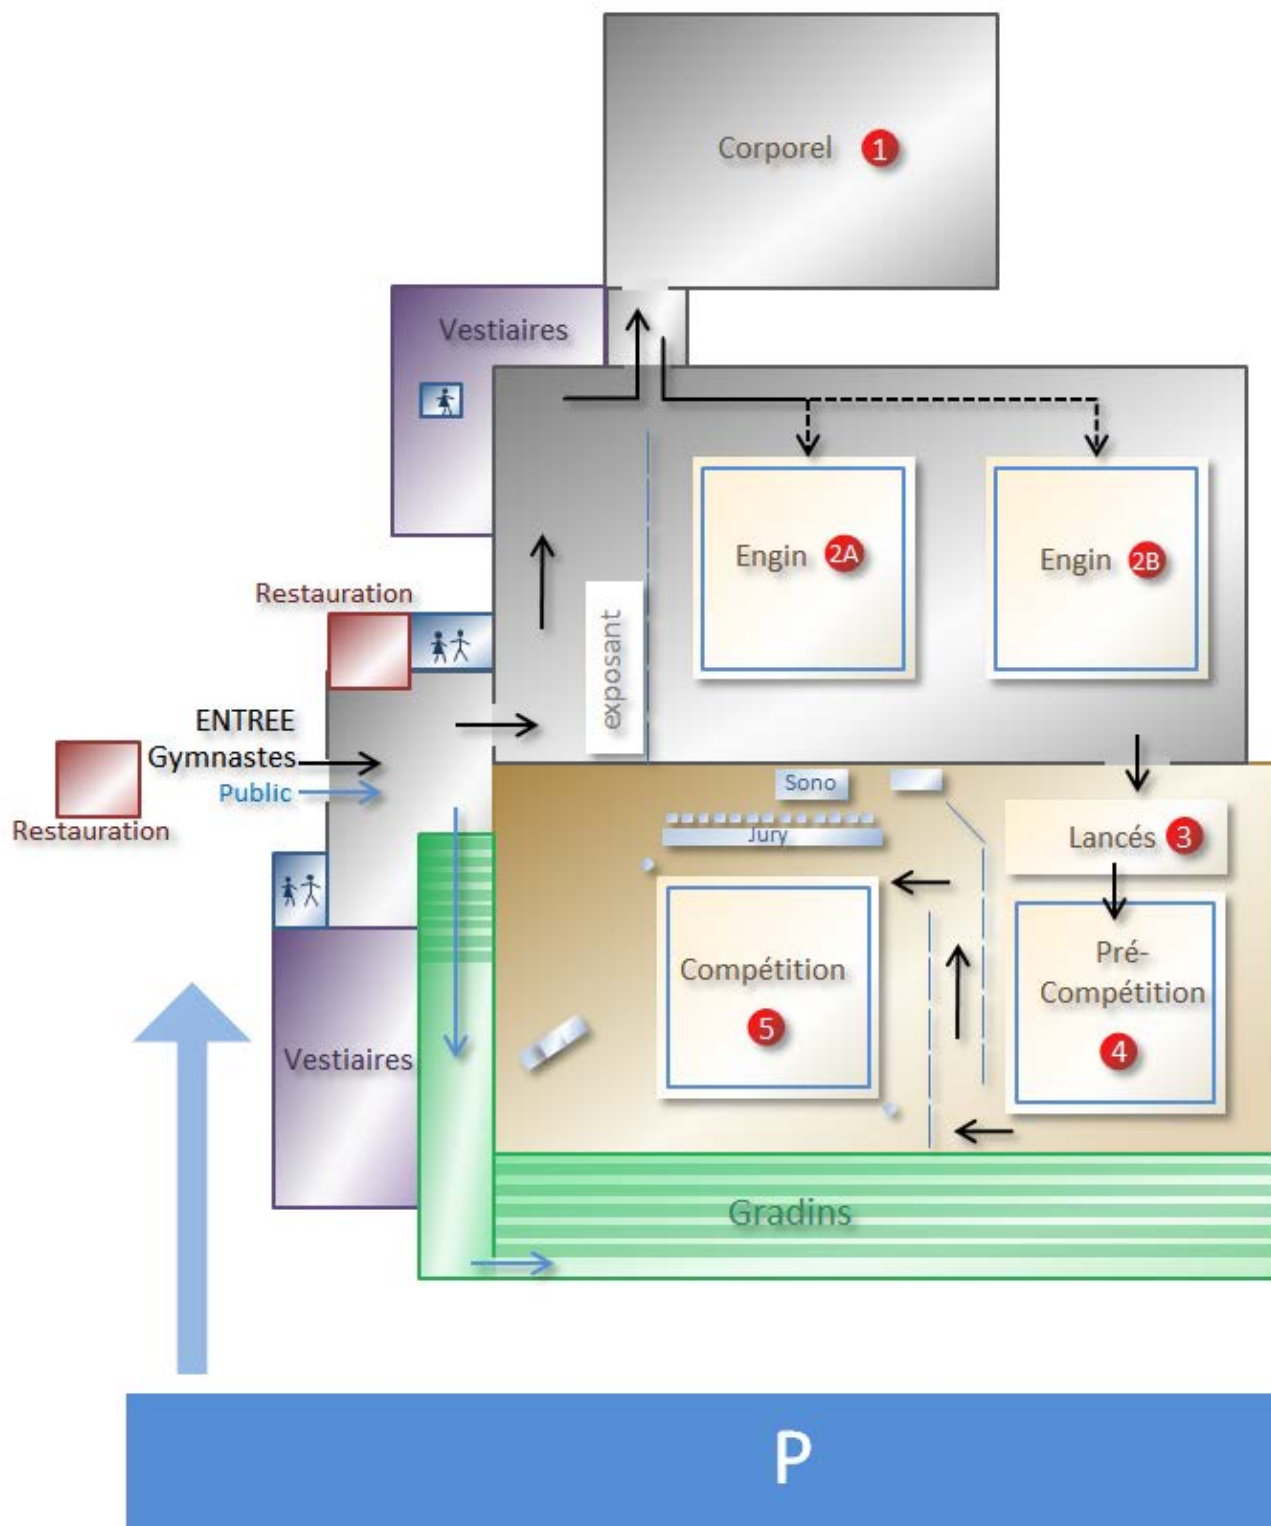 Corporel 1
Vestiaires
Engin 2A
Engin 2B
Restauration
exposant
ENTREE
Gymnastes
Public
Restauration
Sono
Jury
Lancés 3
Compétition
5
Pré-
Compétition
4
Vestiaires
Gradins
P